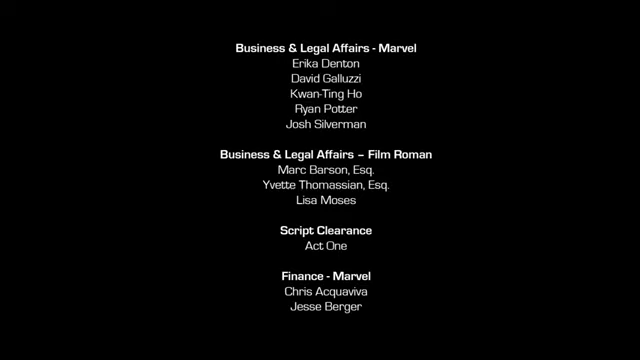 Business & Legal Affairs - Marvel
Erika Denton
David Galluzzi
Kwan-Ting Ho
Ryan Potter
Josh Silverman
Business & Legal Affairs – Film Roman
Marc Barson, Esq.
Yvette Thomassian, Esq.
Lisa Moses
Script Clearance
Act One
Finance - Marvel
Chris Acquaviva
Jesse Berger